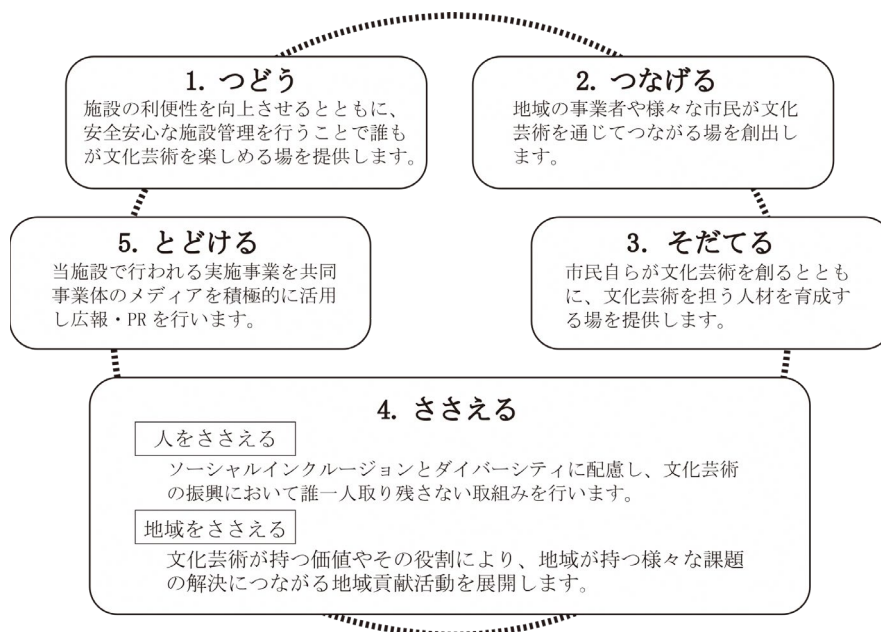 1. つどう
施設の利便性を向上させるとともに、
安全安心な施設管理を行うことで誰も
が文化芸術を楽しめる場を提供します。
2. つなげる
地域の事業者や様々な市民が文化
芸術を通じてつながる場を創出し
ます。
3. そだてる
市民自らが文化芸術を創るととも
に、文化芸術を担う人材を育成す
る場を提供します。
4. ささえる
人をささえる
ソーシャルインクルージョンとダイバーシティに配慮し、文化芸術
の振興において誰一人取り残さない取組みを行います。
地域をささえる
文化芸術が持つ価値やその役割により、地域が持つ様々な課題
の解決につながる地域貢献活動を展開します。
5. とどける
当施設で行われる実施事業を共同
事業体のメディアを積極的に活用
し広報・PR を行います。